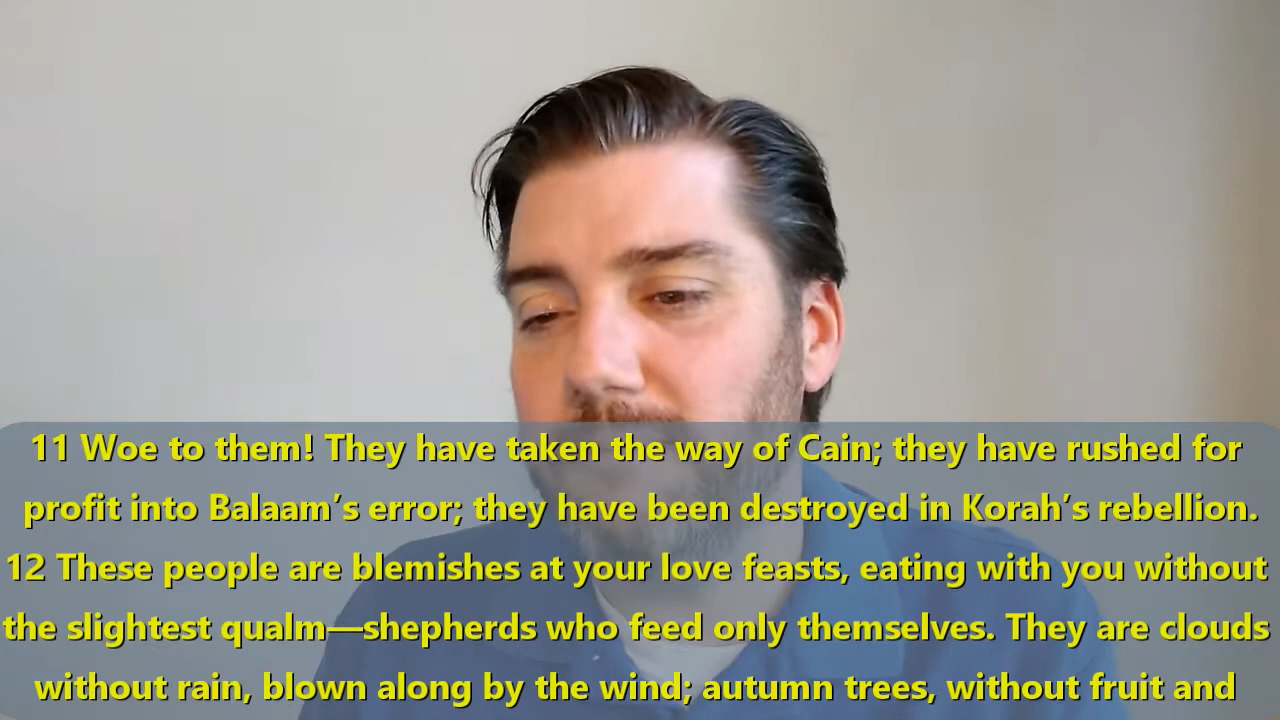 11 Woe to them! They have taken the way of Cain; they have rushed for
profit into Balaam’s error; they have been destroyed in Korah’s rebellion.
12 These people are blemishes at your love feasts, eating with you without
the slightest qualm—shepherds who feed only themselves. They are clouds
without rain, blown along by the wind; autumn trees, without fruit and